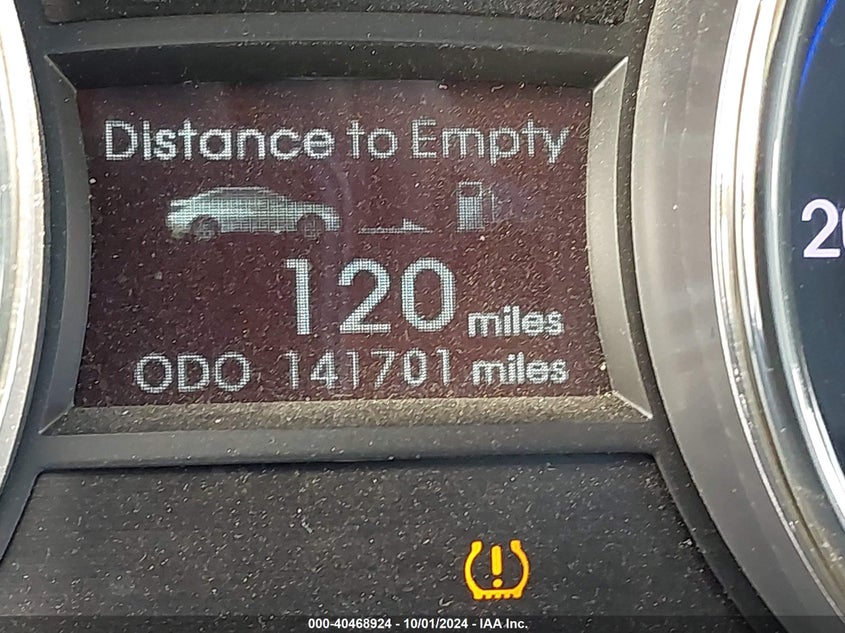 Distance to Empty
120 miles
ODO 141701 miles
000-40468924 - 10/01/2024 - IAA Inc.